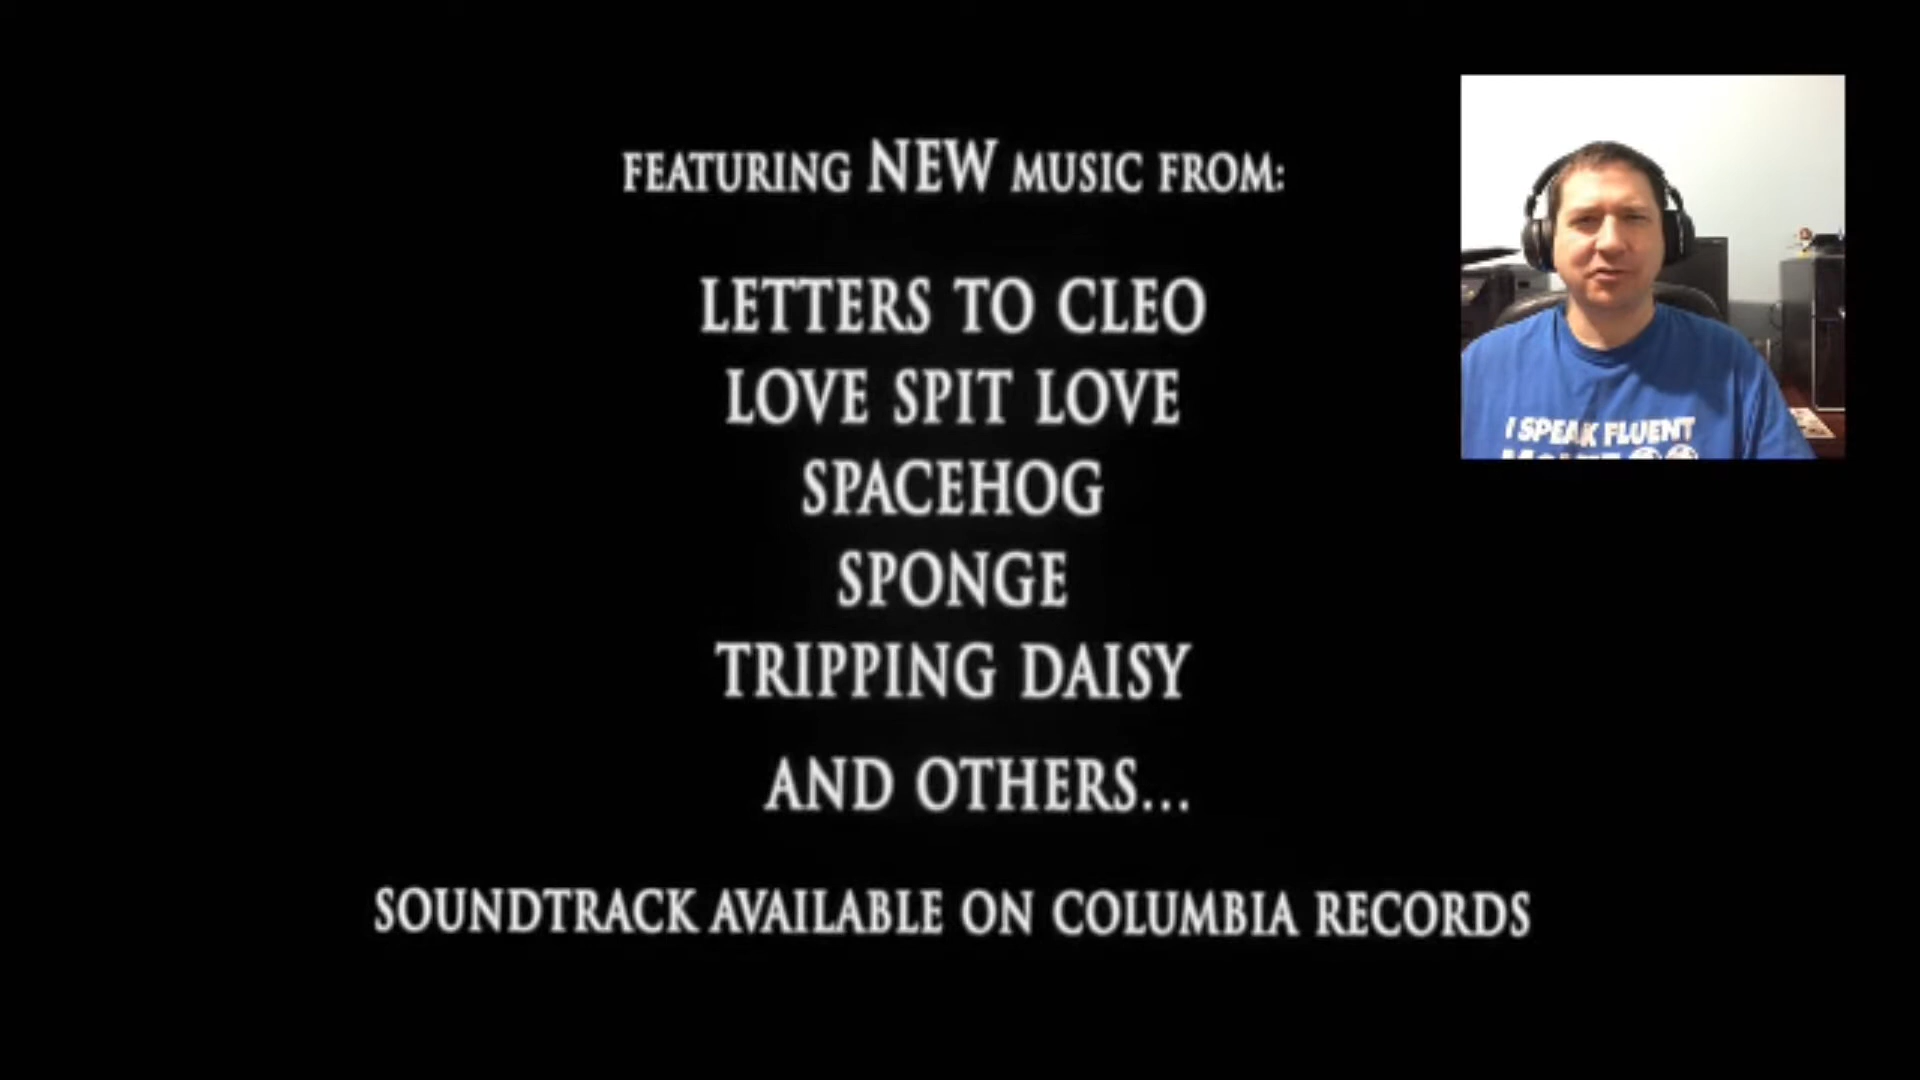 FEATURING NEW MUSIC FROM:
LETTERS TO CLEO
LOVE SPIT LOVE
SPACEHOG
SPONGE
TRIPPING DAISY
AND OTHERS...
SOUNDTRACK AVAILABLE ON COLUMBIA RECORDS
I SPEAK FLUENT